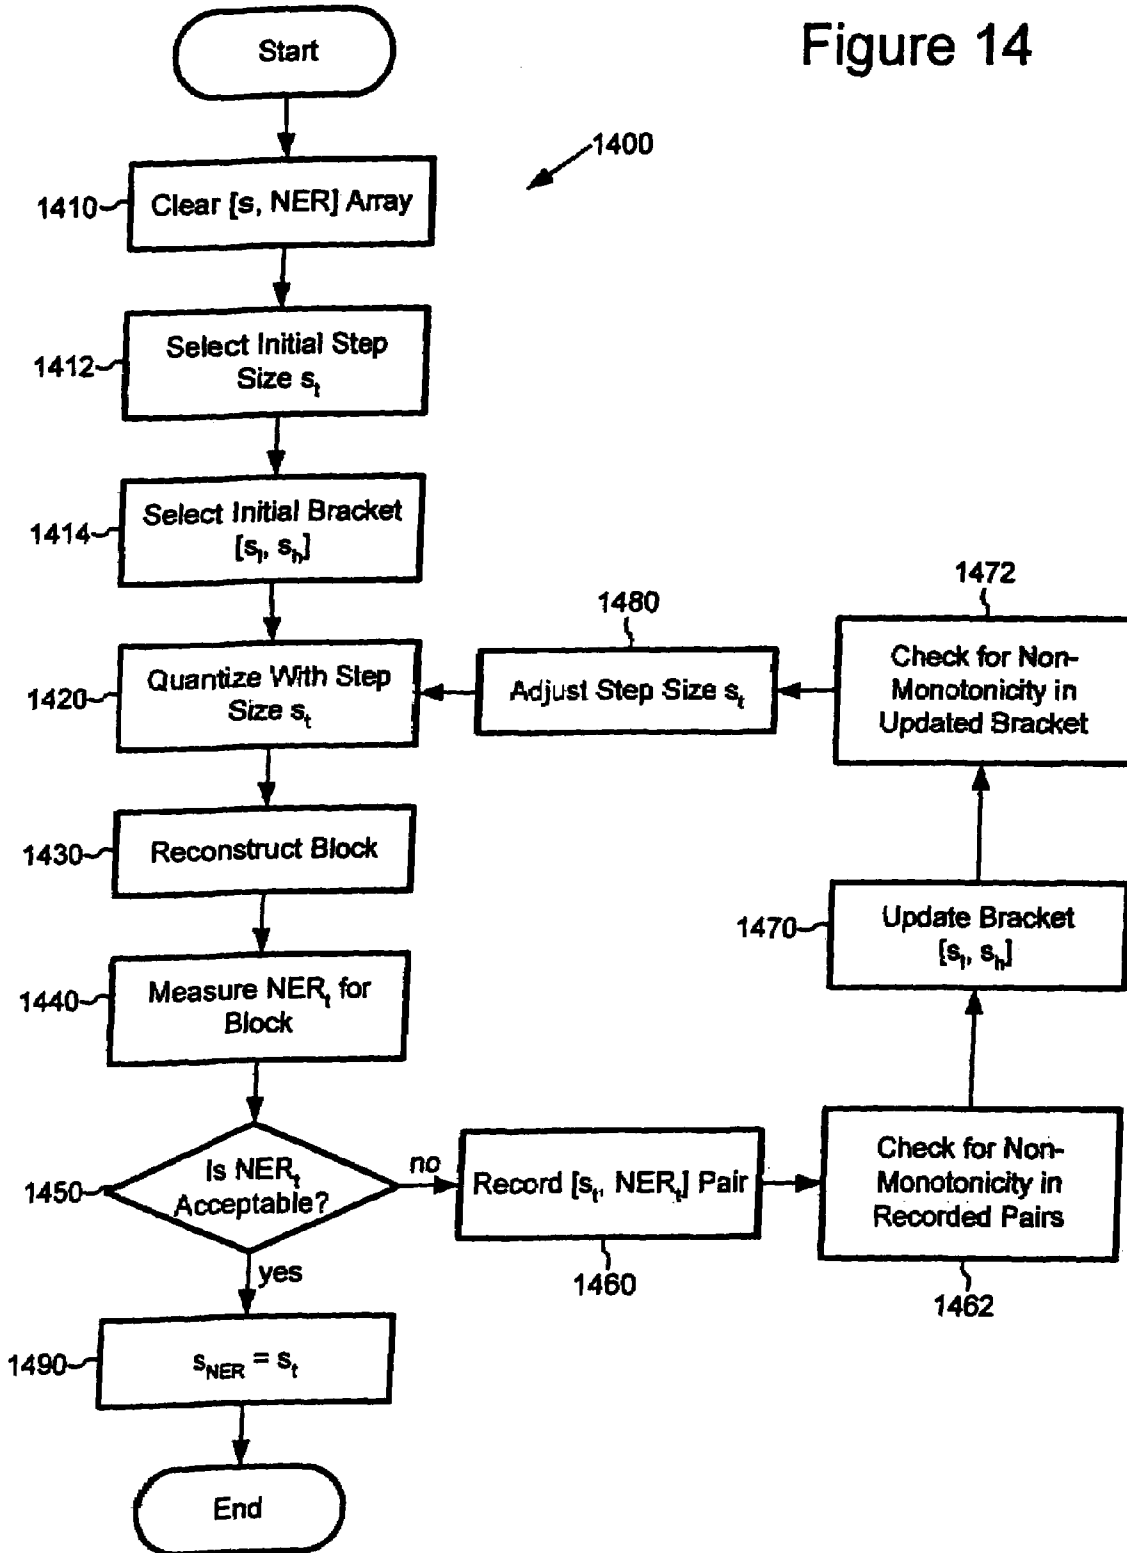 Figure 14
Start
1400
1410
Clear [s, NER] Array
1412
Select Initial Step
Size s_t
1414
Select Initial Bracket
[s_l, s_h]
1420
Quantize With Step
Size s_t
1480
Adjust Step Size s_t
1472
Check for Non-
Monotonicity in
Updated Bracket
1430
Reconstruct Block
1470
Update Bracket
[s_l, s_h]
1440
Measure NER_t for
Block
1450
Is NER_t
Acceptable?
no
yes
Record [s_t, NER_t] Pair
1460
Check for Non-
Monotonicity in
Recorded Pairs
1462
1490
s_NER = s_t
End